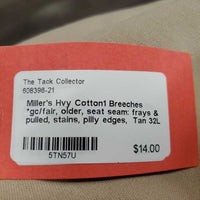 The Tack Collector
608398-21
Miller's Hvy Cotton1 Breeches
*gc/fair, older, seat seam: frays &
pulled, stains, pilly edges, Tan 32L
5TN57U
$14.00